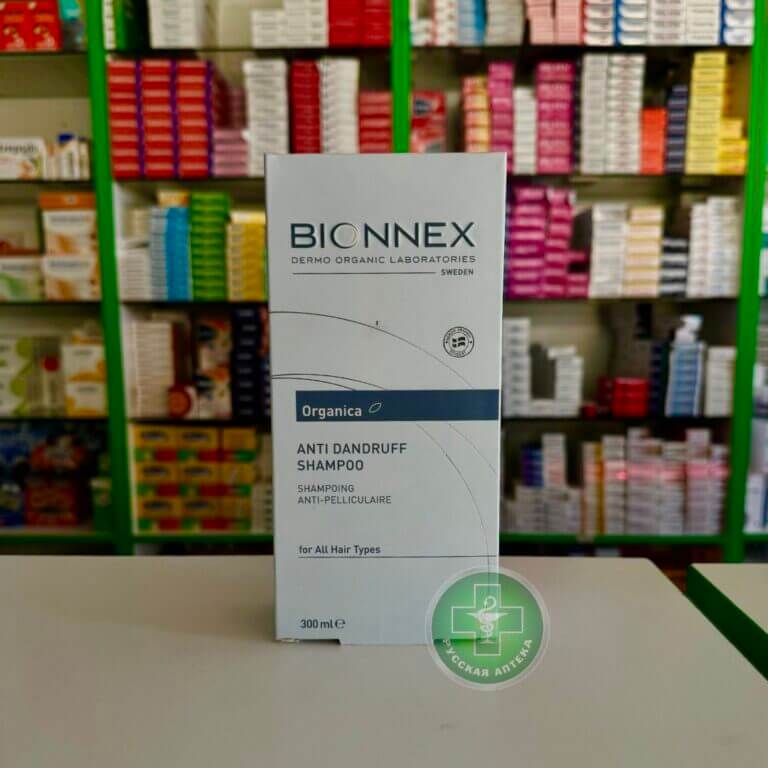 BIONNEX
DERMO ORGANIC LABORATORIES
SWEDEN
Organica
ANTI DANDRUFF
SHAMPOO
SHAMPOING
ANTI-PELLICULAIRE
for All Hair Types
300 ml ℮
РУССКАЯ АПТЕКА